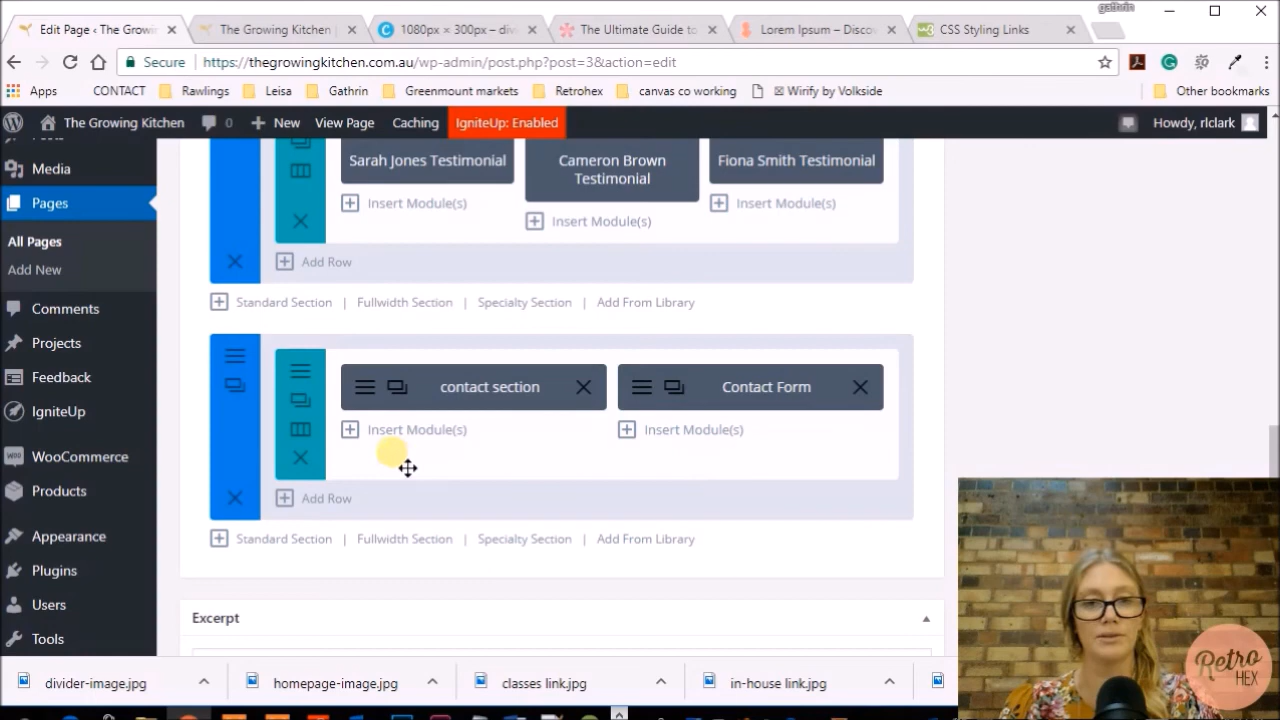 gathrin
Edit Page ‹ The Growin
The Growing Kitchen |
1080px × 300px – divi
The Ultimate Guide to
Lorem Ipsum – Disco
CSS Styling Links
Secure | https://thegrowingkitchen.com.au/wp-admin/post.php?post=3&action=edit
Apps CONTACT Rawlings Leisa Gathrin Greenmount markets Retrohex canvas co working Wirify by Volkside Other bookmarks
The Growing Kitchen 0 New View Page Caching IgniteUp: Enabled Howdy, rlclark
Media
Pages
All Pages
Add New
Comments
Projects
Feedback
IgniteUp
WooCommerce
Products
Appearance
Plugins
Users
Tools
Sarah Jones Testimonial
Cameron Brown
Testimonial
Fiona Smith Testimonial
Insert Module(s)
Insert Module(s)
Insert Module(s)
Add Row
Standard Section | Fullwidth Section | Specialty Section | Add From Library
contact section
Contact Form
Insert Module(s)
Insert Module(s)
Add Row
Standard Section | Fullwidth Section | Specialty Section | Add From Library
Excerpt
divider-image.jpg
homepage-image.jpg
classes link.jpg
in-house link.jpg
Retro
HEX